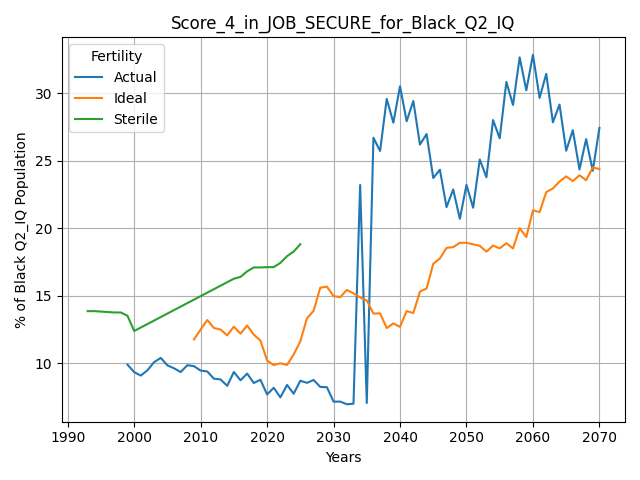 Score_4_in_JOB_SECURE_for_Black_Q2_IQ
Fertility
Actual
Ideal
Sterile
% of Black Q2_IQ Population
30
25
20
15
10
1990
2000
2010
2020
2030
2040
2050
2060
2070
Years